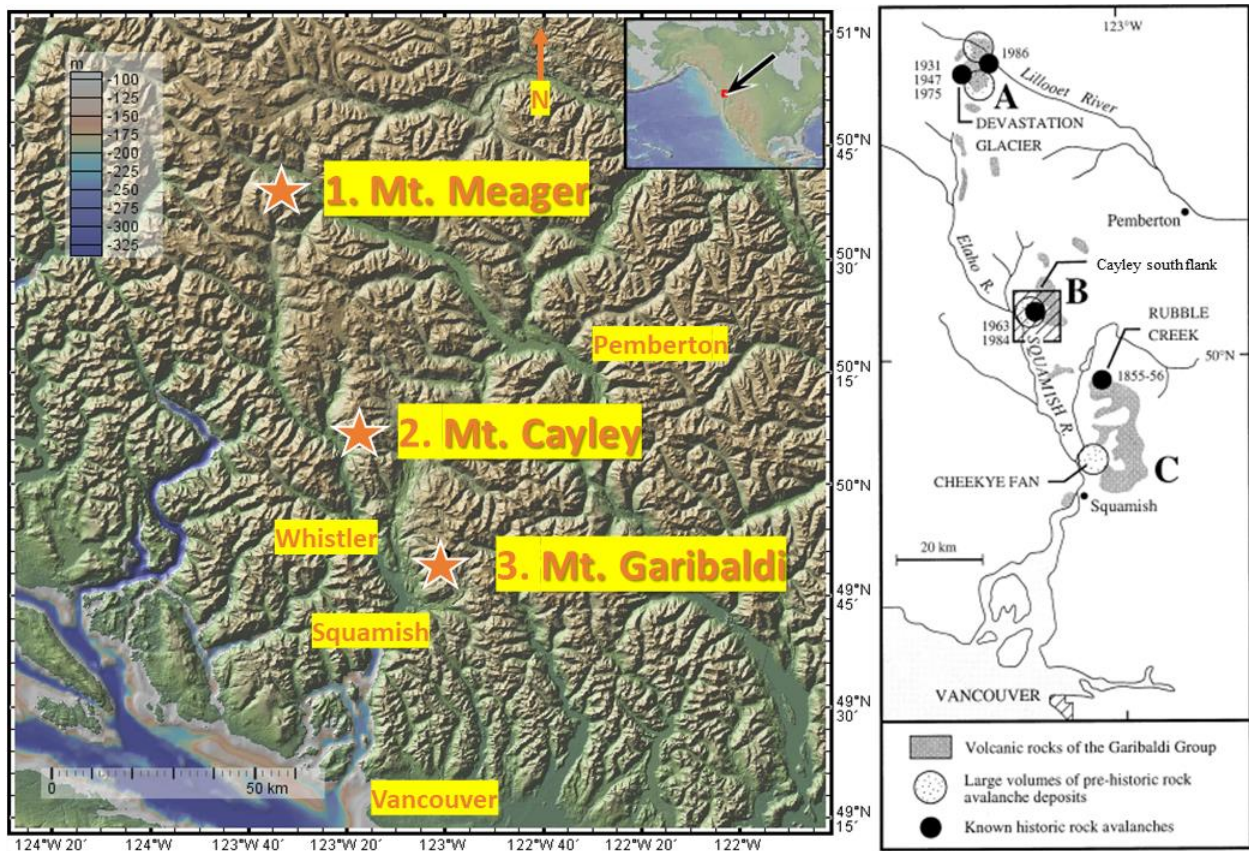 m
-100
-125
-150
-175
-200
-250
-300
-325
N
1. Mt. Meager
Pemberton
2. Mt. Cayley
Whistler
3. Mt. Garibaldi
Squamish
Vancouver
0 50 km
51°N
50°N
45'
50°N
30'
50°N
15'
50°N
49°N
45'
49°N
30'
49°N
15'
124°W 20' 124°W 123°W 40' 123°W 20' 123°W 122°W 40' 122°W 20' 122°W
123°W
1986
1931
1947
1975
A
Lillooet River
DEVASTATION
GLACIER
Pemberton
Elaho R.
Cayley south flank
B
1963
1984
SQUAMISH R.
RUBBLE
CREEK
50°N
1855-56
CHEEKYE FAN
C
Squamish
20 km
VANCOUVER
Volcanic rocks of the Garibaldi Group
Large volumes of pre-historic rock
avalanche deposits
Known historic rock avalanches